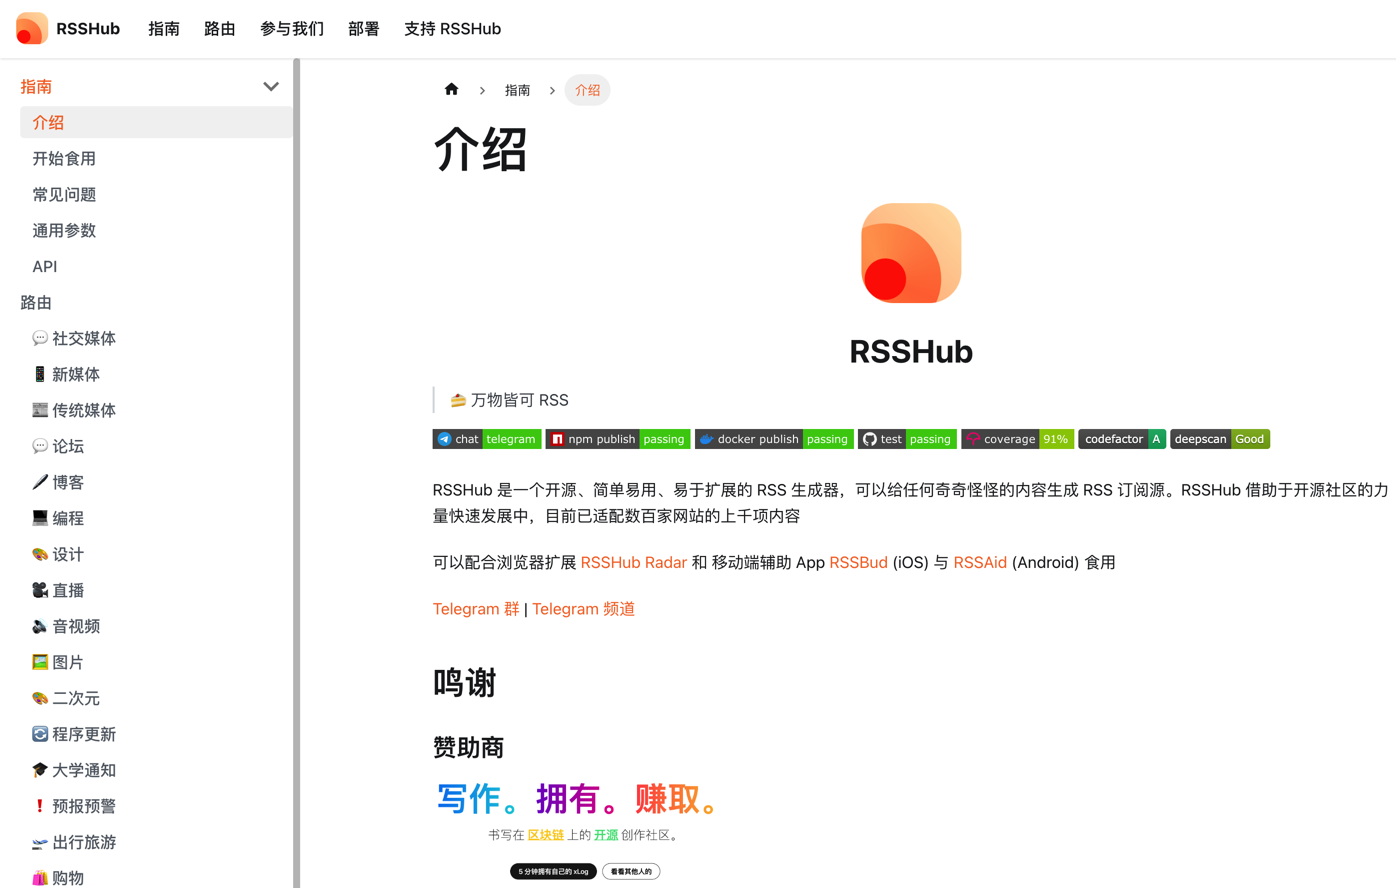 RSSHub 指南 路由 参与我们 部署 支持 RSSHub
指南
介绍
开始食用
常见问题
通用参数
API
路由
社交媒体
新媒体
传统媒体
论坛
博客
编程
设计
直播
音视频
图片
二次元
程序更新
大学通知
预报预警
出行旅游
购物
指南 介绍
介绍
RSSHub
万物皆可 RSS
chat telegram npm publish passing docker publish passing test passing coverage 91% codefactor A deepscan Good
RSSHub 是一个开源、简单易用、易于扩展的 RSS 生成器，可以给任何奇奇怪怪的内容生成 RSS 订阅源。RSSHub 借助于开源社区的力
量快速发展中，目前已适配数百家网站的上千项内容
可以配合浏览器扩展 RSSHub Radar 和 移动端辅助 App RSSBud (iOS) 与 RSSAid (Android) 食用
Telegram 群 | Telegram 频道
鸣谢
赞助商
写作。拥有。赚取。
书写在 区块链 上的 开源 创作社区。
5 分钟拥有自己的 xLog 看看其他人的